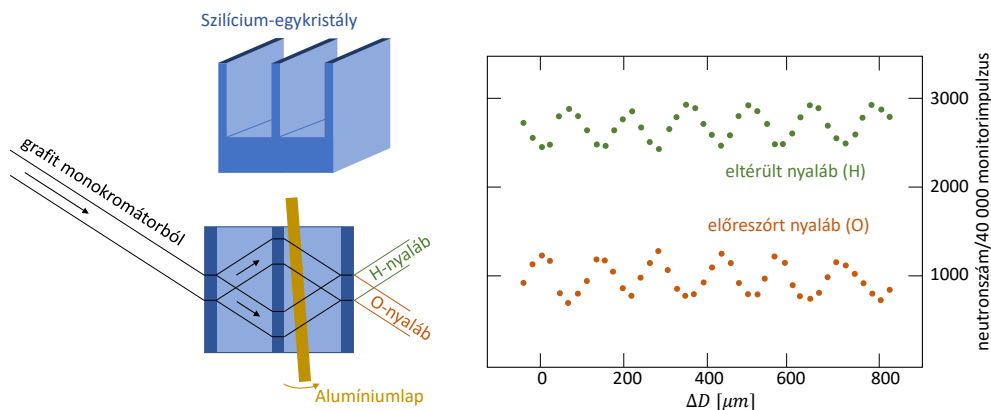 Szilícium-egykristály
grafit monokromátorból
H-nyaláb
O-nyaláb
Alumíniumlap
eltérült nyaláb (H)
előreszórt nyaláb (O)
3000
2000
1000
neutronszám/40 000 monitorimpulzus
0 200 400 600 800
ΔD [μm]